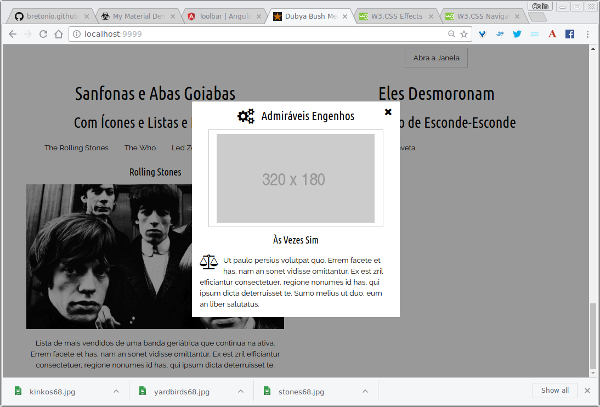 Cain
bretonio.github
My Material Des
Toolbar | Angula
Dubya Bush Me
W3.CSS Effects
W3.CSS Navigat
localhost:9999
Abra a Janela
Sanfonas e Abas Goiabas
Eles Desmoronam
Com Ícones e Listas e
o de Esconde-Esconde
The Rolling Stones The Who Led Ze
veta
Rolling Stones
Admiráveis Engenhos
320 x 180
Às Vezes Sim
Ut paulo persius volutpat quo. Errem facete et
has, nam an sonet vidisse omittantur. Ex est zril
efficiantur consectetuer, regione nonumes id has, qui
ipsum dicta deterruisset te. Sumo melius ut duo, eum
an liber salutatus.
Lista de mais vendidos de uma banda geriátrica que continua na ativa.
Errem facete et has, nam an sonet vidisse omittantur. Ex est zril efficiantur
consectetuer, regione nonumes id has, qui ipsum dicta deterruisset te.
kinkos68.jpg
yardbirds68.jpg
stones68.jpg
Show all